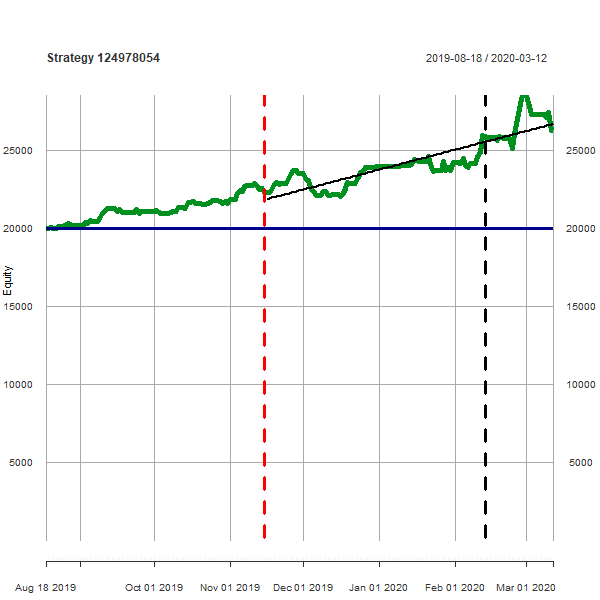 Strategy 124978054
2019-08-18 / 2020-03-12
25000
25000
20000
20000
Equity
15000
15000
10000
10000
5000
5000
Aug 18 2019
Oct 01 2019
Nov 01 2019
Dec 01 2019
Jan 01 2020
Feb 01 2020
Mar 01 2020